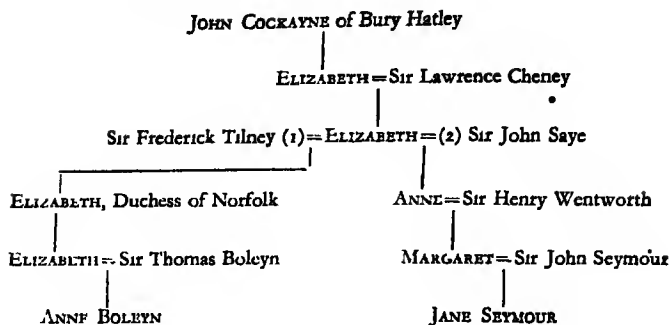 JOHN COCKAYNE of Bury Hatley
ELIZABETH=Sir Lawrence Cheney
Sir Frederick Tilney (1)=ELIZABETH=(2) Sir John Saye
ELIZABETH, Duchess of Norfolk ANNE=Sir Henry Wentworth
ELIZABETH=Sir Thomas Boleyn MARGARET=Sir John Seymour
ANNE BOLEYN JANE SEYMOUR